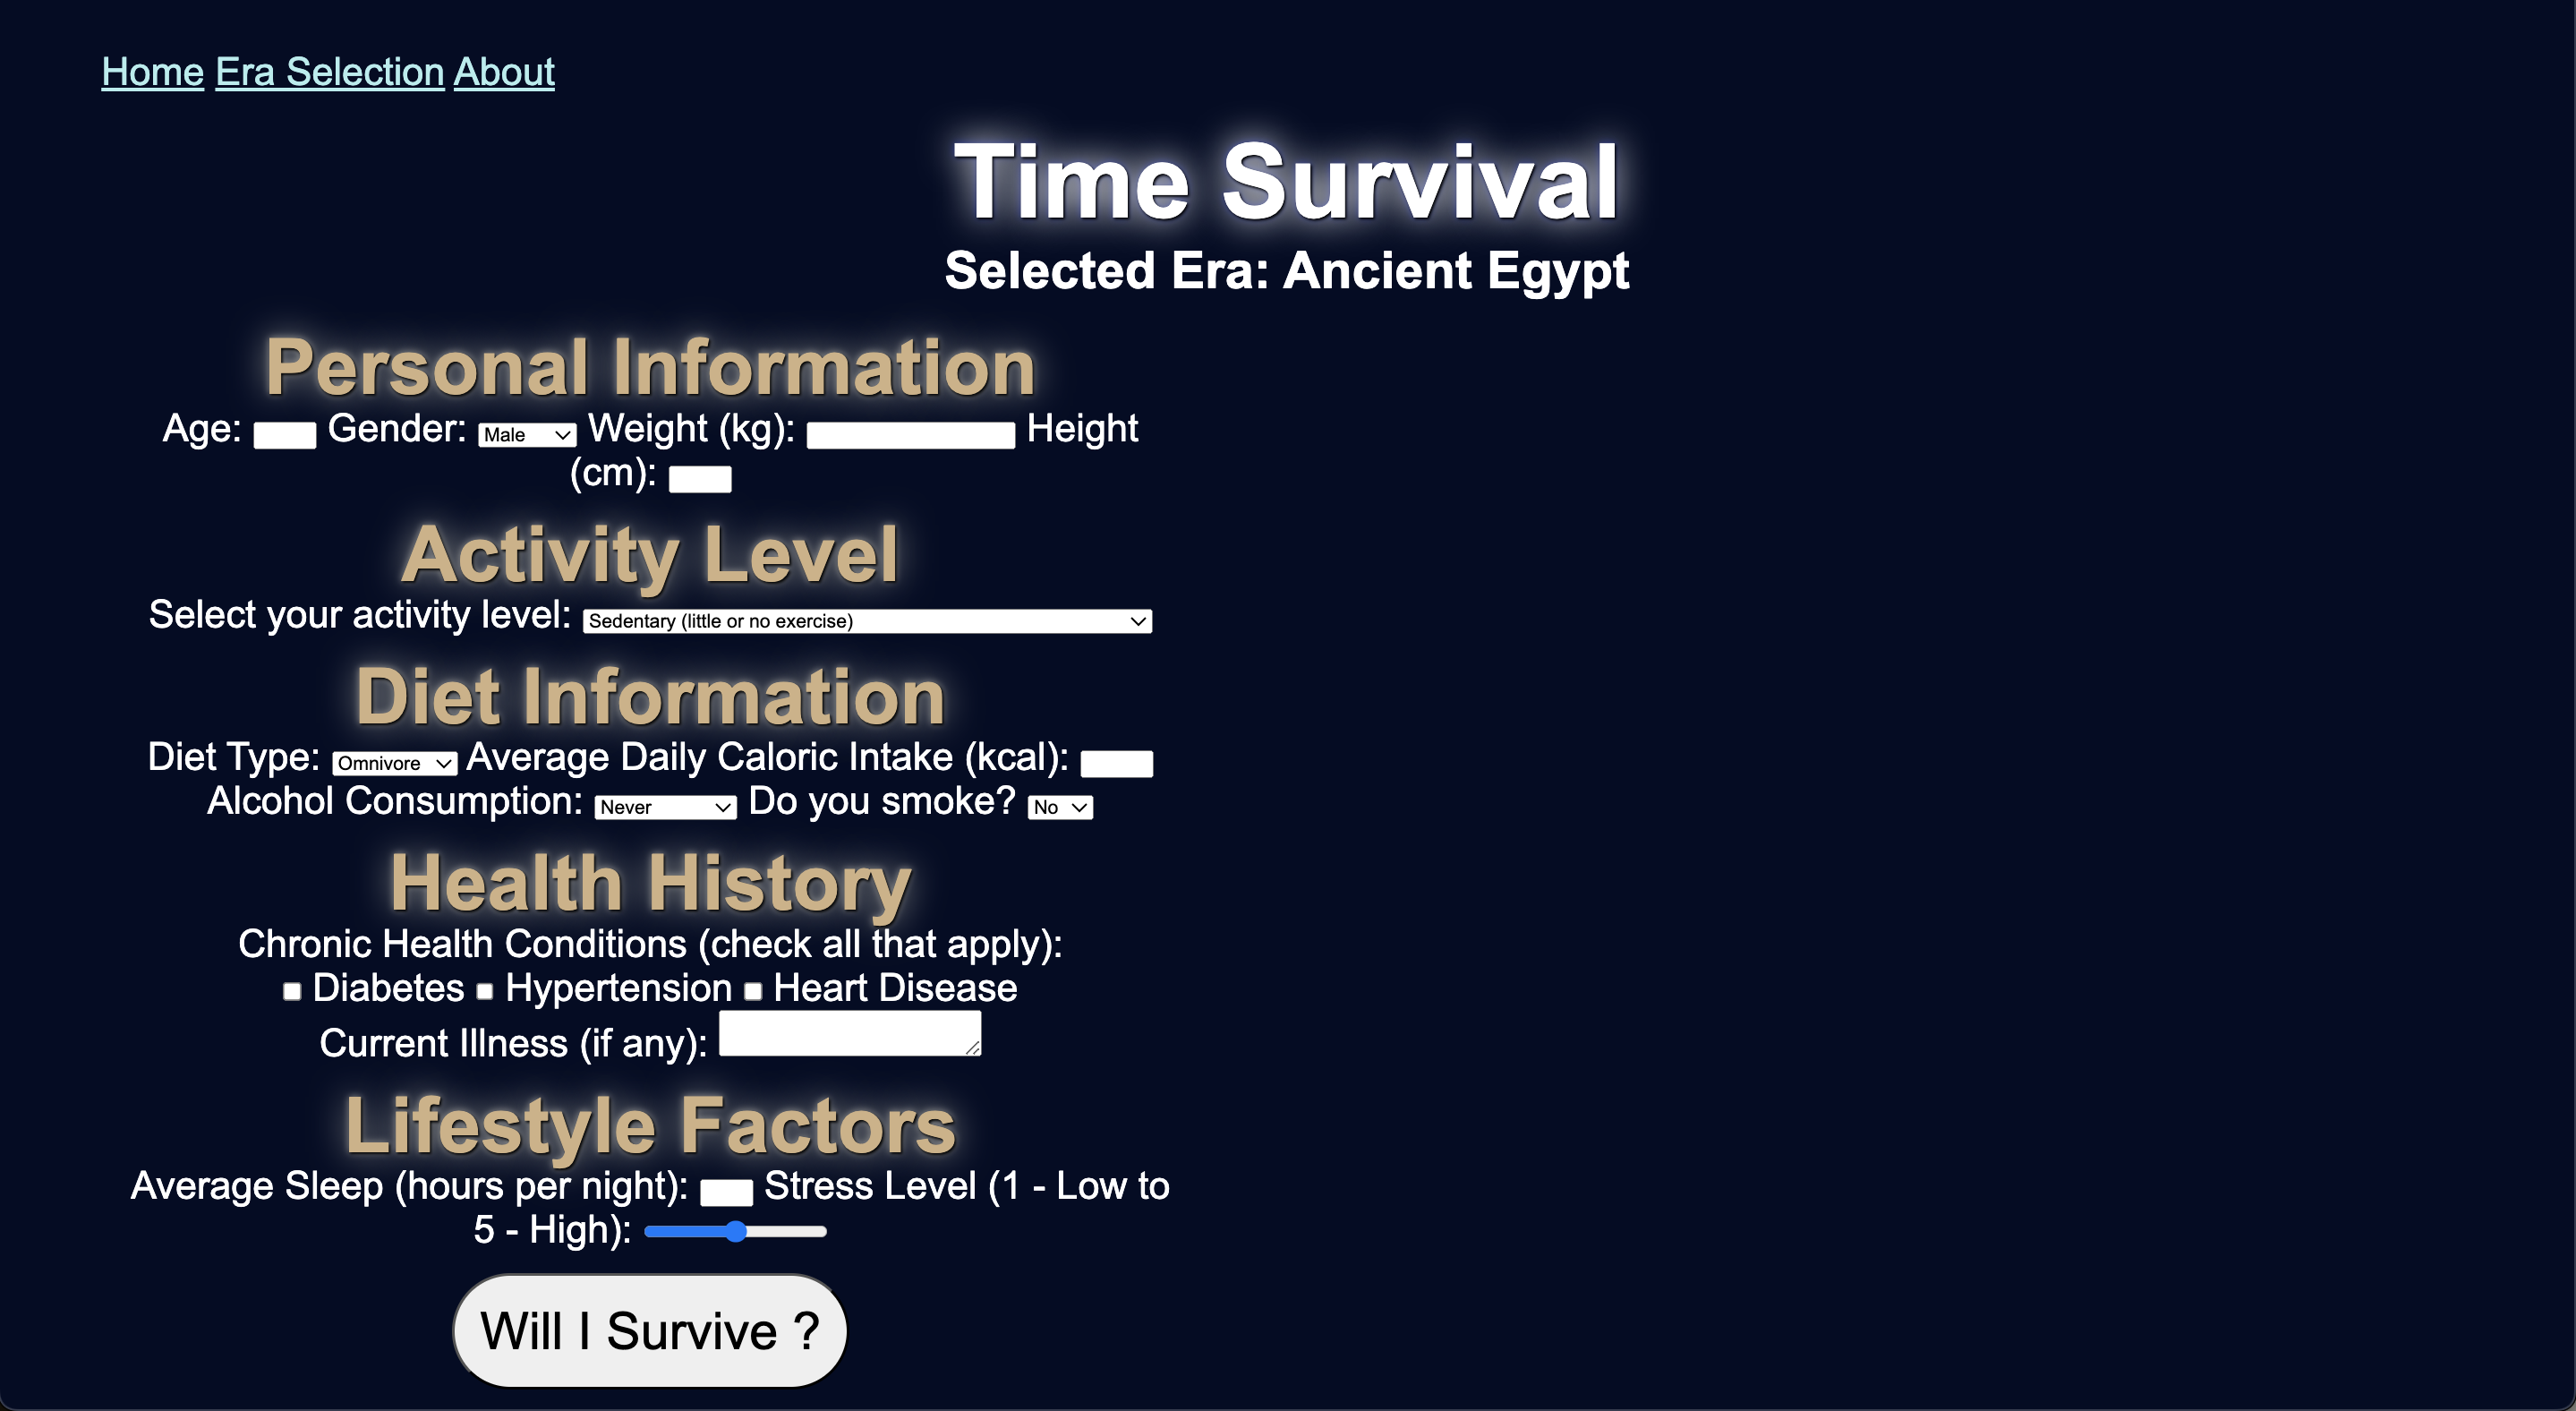 Home Era Selection About
Time Survival
Selected Era: Ancient Egypt
Personal Information
Age: Gender: Male Weight (kg): Height
(cm):
Activity Level
Select your activity level: Sedentary (little or no exercise)
Diet Information
Diet Type: Omnivore Average Daily Caloric Intake (kcal):
Alcohol Consumption: Never Do you smoke? No
Health History
Chronic Health Conditions (check all that apply):
Diabetes Hypertension Heart Disease
Current Illness (if any):
Lifestyle Factors
Average Sleep (hours per night): Stress Level (1 - Low to
5 - High):
Will I Survive ?